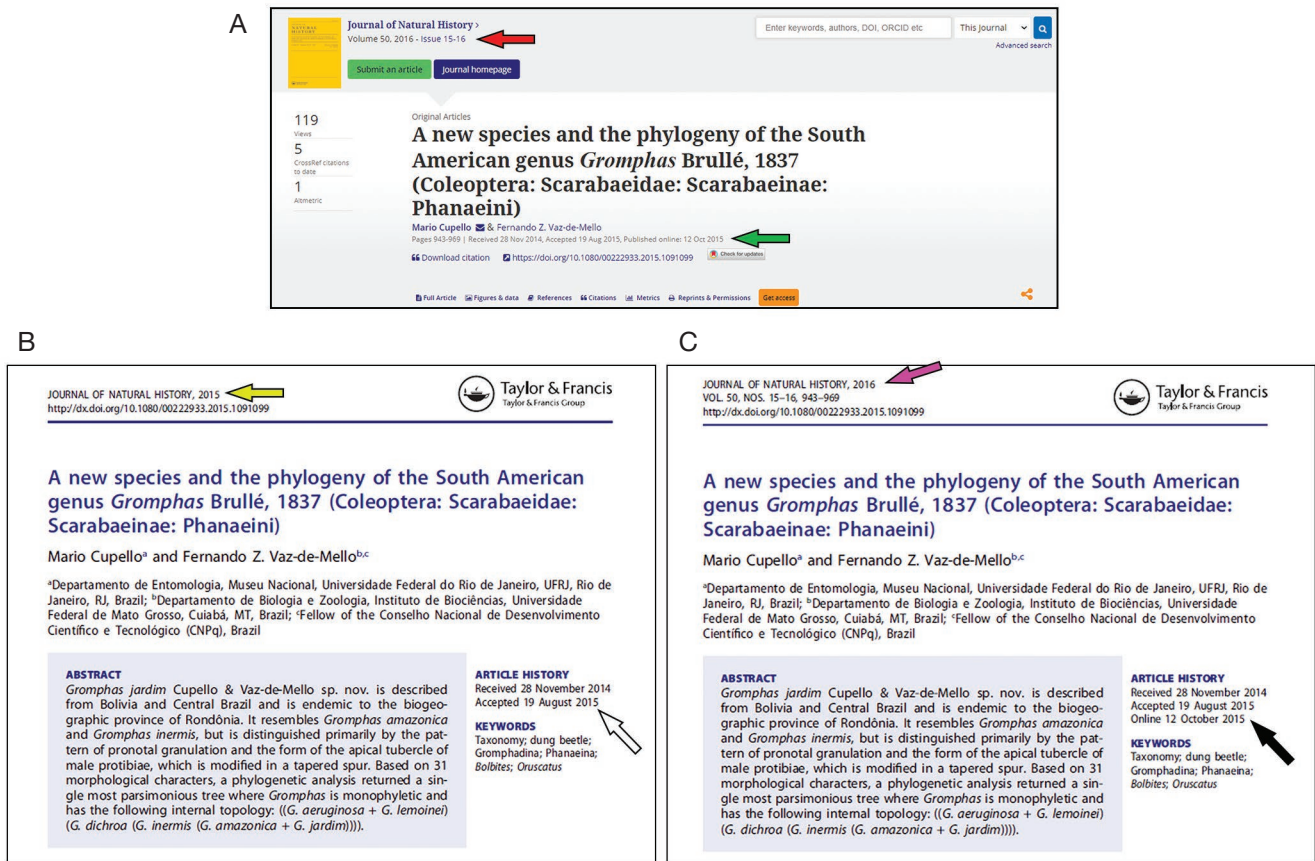 A
Journal of Natural History >
Volume 50, 2016 - Issue 15-16
Enter keywords, authors, DOI, ORCID etc
This Journal
Advanced search
Submit an article
Journal homepage
119
Views
5
CrossRef citations
to date
1
Altmetric
Original Articles
A new species and the phylogeny of the South
American genus Gromphas Brullé, 1837
(Coleoptera: Scarabaeidae: Scarabaeinae:
Phanaeini)
Mario Cupello & Fernando Z. Vaz-de-Mello
Pages 943-969 | Received 28 Nov 2014, Accepted 19 Aug 2015, Published online: 12 Oct 2015
Download citation https://doi.org/10.1080/00222933.2015.1091099 Check for updates
Full Article Figures & data References Citations Metrics Reprints & Permissions Get access
B
JOURNAL OF NATURAL HISTORY, 2015
http://dx.doi.org/10.1080/00222933.2015.1091099
Taylor & Francis
Taylor & Francis Group
A new species and the phylogeny of the South American
genus Gromphas Brullé, 1837 (Coleoptera: Scarabaeidae:
Scarabaeinae: Phanaeini)
Mario Cupelloᵃ and Fernando Z. Vaz-de-Melloᵇ,ᶜ
ᵃDepartamento de Entomologia, Museu Nacional, Universidade Federal do Rio de Janeiro, UFRJ, Rio de
Janeiro, RJ, Brazil; ᵇDepartamento de Biologia e Zoologia, Instituto de Biociências, Universidade
Federal de Mato Grosso, Cuiabá, MT, Brazil; ᶜFellow of the Conselho Nacional de Desenvolvimento
Científico e Tecnológico (CNPq), Brazil
ABSTRACT
Gromphas jardim Cupello & Vaz-de-Mello sp. nov. is described
from Bolivia and Central Brazil and is endemic to the biogeo-
graphic province of Rondônia. It resembles Gromphas amazonica
and Gromphas inermis, but is distinguished primarily by the pat-
tern of pronotal granulation and the form of the apical tubercle of
male protibiae, which is modified in a tapered spur. Based on 31
morphological characters, a phylogenetic analysis returned a sin-
gle most parsimonious tree where Gromphas is monophyletic and
has the following internal topology: ((G. aeruginosa + G. lemoinei)
(G. dichroa (G. inermis (G. amazonica + G. jardim)))).
ARTICLE HISTORY
Received 28 November 2014
Accepted 19 August 2015
KEYWORDS
Taxonomy; dung beetle;
Gromphadina; Phanaeina;
Bolbites; Oruscatus
C
JOURNAL OF NATURAL HISTORY, 2016
VOL. 50, NOS. 15–16, 943–969
http://dx.doi.org/10.1080/00222933.2015.1091099
Taylor & Francis
Taylor & Francis Group
A new species and the phylogeny of the South American
genus Gromphas Brullé, 1837 (Coleoptera: Scarabaeidae:
Scarabaeinae: Phanaeini)
Mario Cupelloᵃ and Fernando Z. Vaz-de-Melloᵇ,ᶜ
ᵃDepartamento de Entomologia, Museu Nacional, Universidade Federal do Rio de Janeiro, UFRJ, Rio de
Janeiro, RJ, Brazil; ᵇDepartamento de Biologia e Zoologia, Instituto de Biociências, Universidade
Federal de Mato Grosso, Cuiabá, MT, Brazil; ᶜFellow of the Conselho Nacional de Desenvolvimento
Científico e Tecnológico (CNPq), Brazil
ABSTRACT
Gromphas jardim Cupello & Vaz-de-Mello sp. nov. is described
from Bolivia and Central Brazil and is endemic to the biogeo-
graphic province of Rondônia. It resembles Gromphas amazonica
and Gromphas inermis, but is distinguished primarily by the pat-
tern of pronotal granulation and the form of the apical tubercle of
male protibiae, which is modified in a tapered spur. Based on 31
morphological characters, a phylogenetic analysis returned a sin-
gle most parsimonious tree where Gromphas is monophyletic and
has the following internal topology: ((G. aeruginosa + G. lemoinei)
(G. dichroa (G. inermis (G. amazonica + G. jardim)))).
ARTICLE HISTORY
Received 28 November 2014
Accepted 19 August 2015
Online 12 October 2015
KEYWORDS
Taxonomy; dung beetle;
Gromphadina; Phanaeina;
Bolbites; Oruscatus